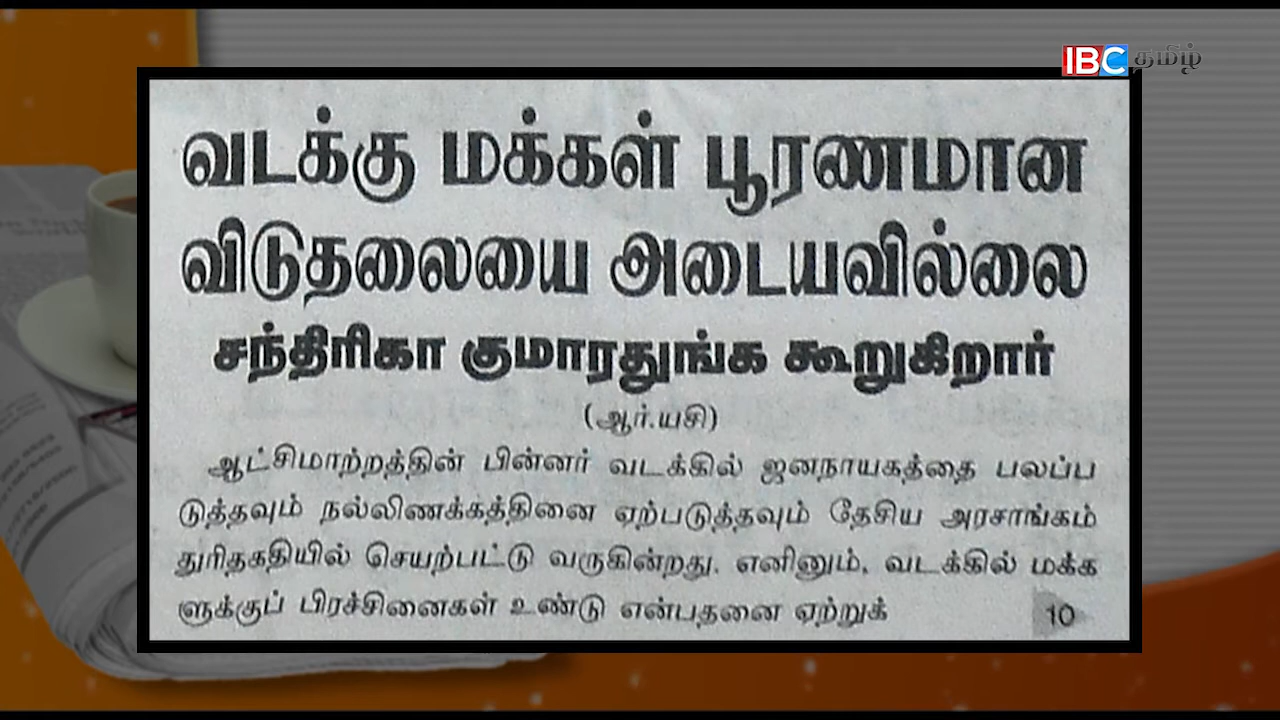 IBC தமிழ்
வடக்கு மக்கள் பூரணமான
விடுதலையை அடையவில்லை
சந்திரிகா குமாரதுங்க கூறுகிறார்
(ஆர்.யசி)
ஆட்சிமாற்றத்தின் பின்னர் வடக்கில் ஜனநாயகத்தை பலப்ப
டுத்தவும் நல்லிணக்கத்தினை ஏற்படுத்தவும் தேசிய அரசாங்கம்
துரிதகதியில் செயற்பட்டு வருகின்றது. எனினும், வடக்கில் மக்க
ளுக்குப் பிரச்சினைகள் உண்டு என்பதனை ஏற்றுக்
10